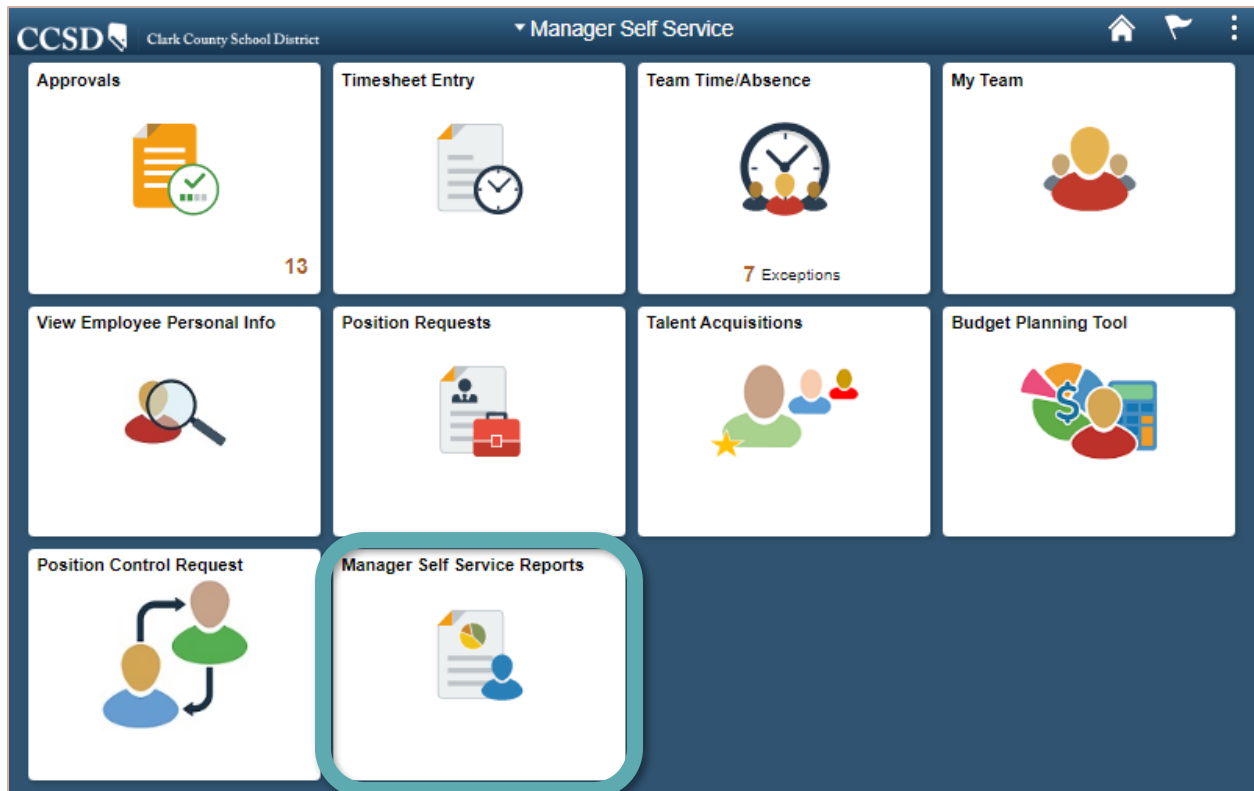 CCSD Clark County School District
Manager Self Service
Approvals
13
Timesheet Entry
Team Time/Absence
7 Exceptions
My Team
View Employee Personal Info
Position Requests
Talent Acquisitions
Budget Planning Tool
$
Position Control Request
Manager Self Service Reports